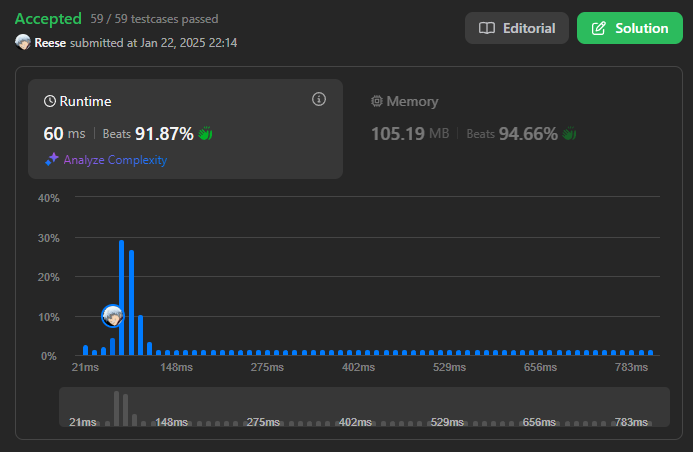 Accepted 59 / 59 testcases passed
Reese submitted at Jan 22, 2025 22:14
Editorial
Solution
Runtime
60 ms | Beats 91.87%
Analyze Complexity
Memory
105.19 MB | Beats 94.66%
40%
30%
20%
10%
0%
21ms 148ms 275ms 402ms 529ms 656ms 783ms
21ms 148ms 275ms 402ms 529ms 656ms 783ms